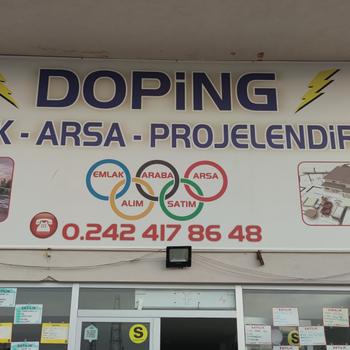 DOPiNG
K - ARSA - PROJELENDiR
EMLAK ARABA ARSA
ALIM SATIM
0.242 417 86 48
S
S